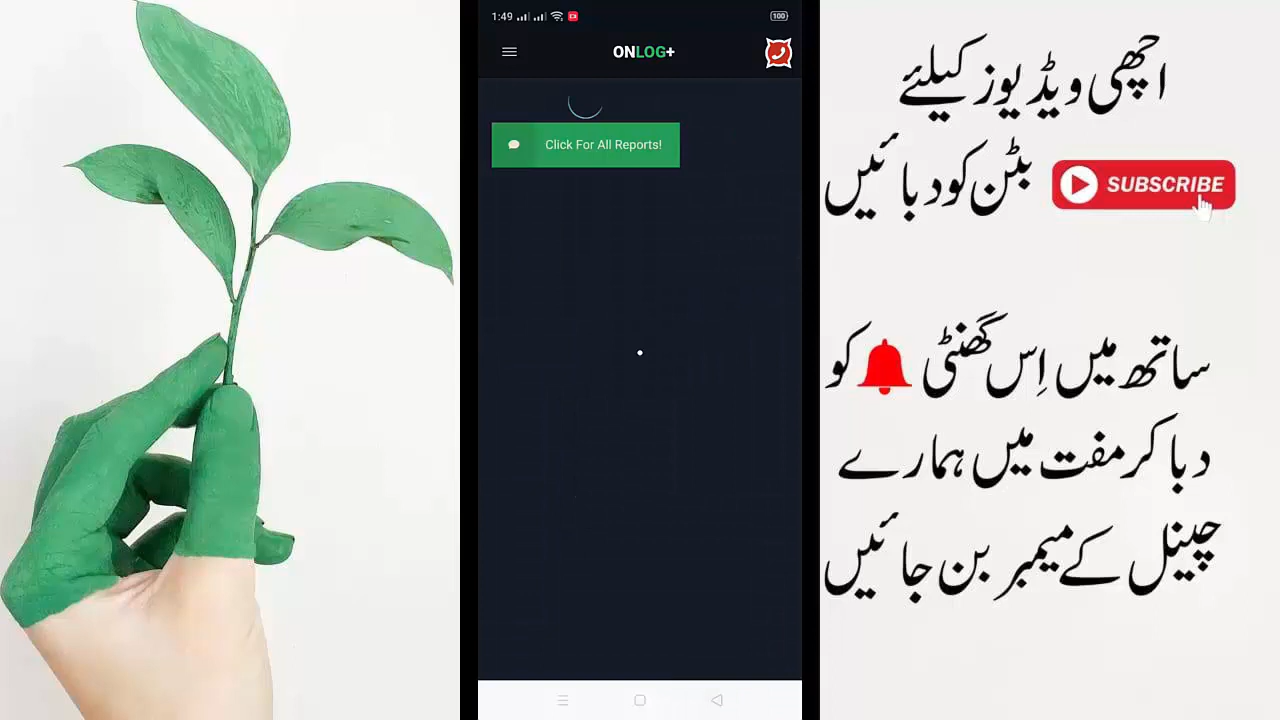 1:49
100
ONLOG+
Click For All Reports!
اچھی ویڈیوز کیلئے
بٹن کو دبائیں
SUBSCRIBE
ساتھ میں اِس گھنٹی کو
دبا کر مفت میں ہمارے
چینل کے میمبر بن جائیں